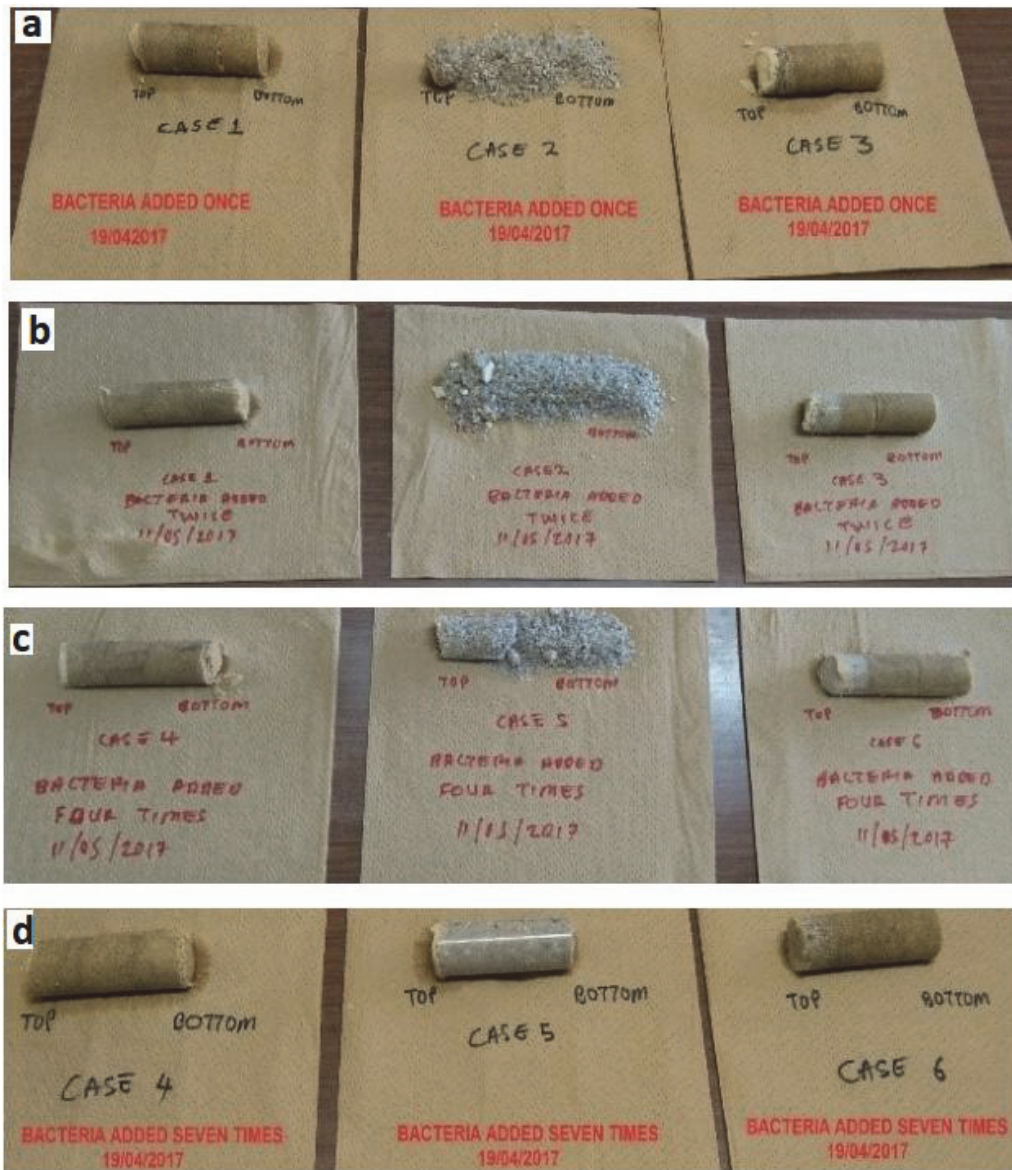 a
TOP BOTTOM
CASE 1
BACTERIA ADDED ONCE
19/042017
TOP BOTTOM
CASE 2
BACTERIA ADDED ONCE
19/04/2017
TOP BOTTOM
CASE 3
BACTERIA ADDED ONCE
19/04/2017
b
TOP BOTTOM
CASE 1
BACTERIA ADDED
TWICE
11/05/2017
BOTTOM
CASE 2
BACTERIA ADDED
TWICE
11/05/2017
TOP BOTTOM
CASE 3
BACTERIA ADDED
TWICE
11/05/2017
c
TOP BOTTOM
CASE 4
BACTERIA ADDED
FOUR TIMES
11/05/2017
TOP BOTTOM
CASE 5
BACTERIA ADDED
FOUR TIMES
11/05/2017
TOP BOTTOM
CASE 6
BACTERIA ADDED
FOUR TIMES
11/05/2017
d
TOP BOTTOM
CASE 4
BACTERIA ADDED SEVEN TIMES
19/04/2017
TOP BOTTOM
CASE 5
BACTERIA ADDED SEVEN TIMES
19/04/2017
TOP BOTTOM
CASE 6
BACTERIA ADDED SEVEN TIMES
19/04/2017